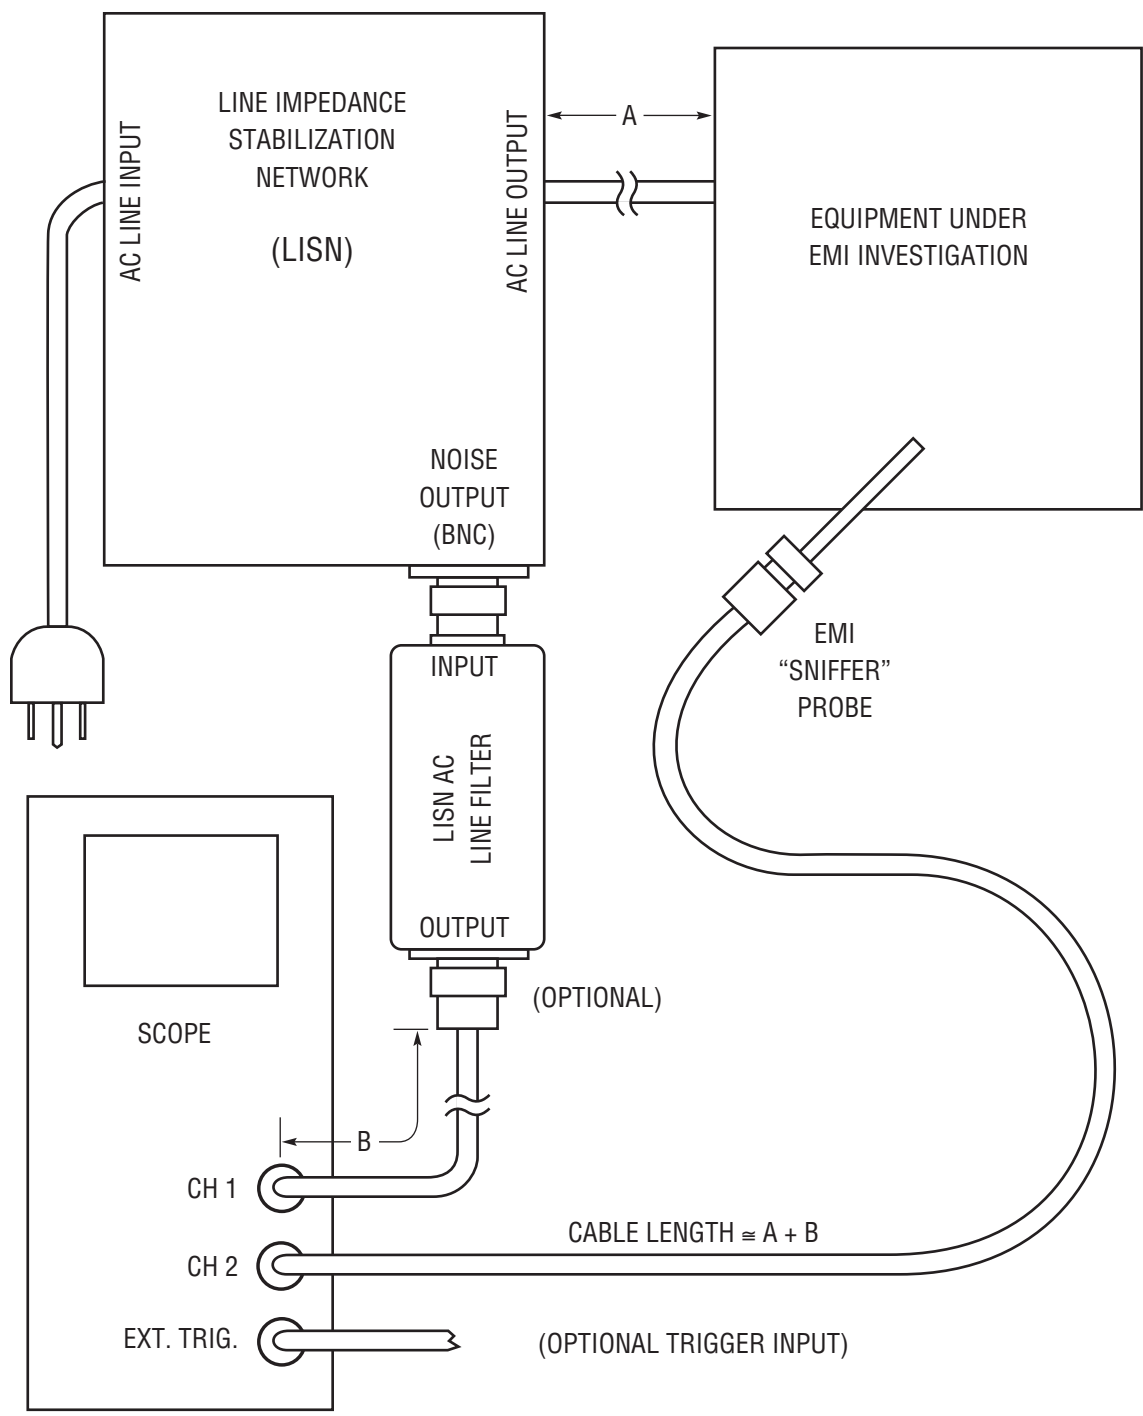 LINE IMPEDANCE
STABILIZATION
NETWORK
(LISN)
AC LINE INPUT
AC LINE OUTPUT
A
EQUIPMENT UNDER
EMI INVESTIGATION
NOISE
OUTPUT
(BNC)
INPUT
LISN AC
LINE FILTER
OUTPUT
(OPTIONAL)
EMI
“SNIFFER”
PROBE
SCOPE
B
CH 1
CH 2
CABLE LENGTH ≅ A + B
EXT. TRIG.
(OPTIONAL TRIGGER INPUT)